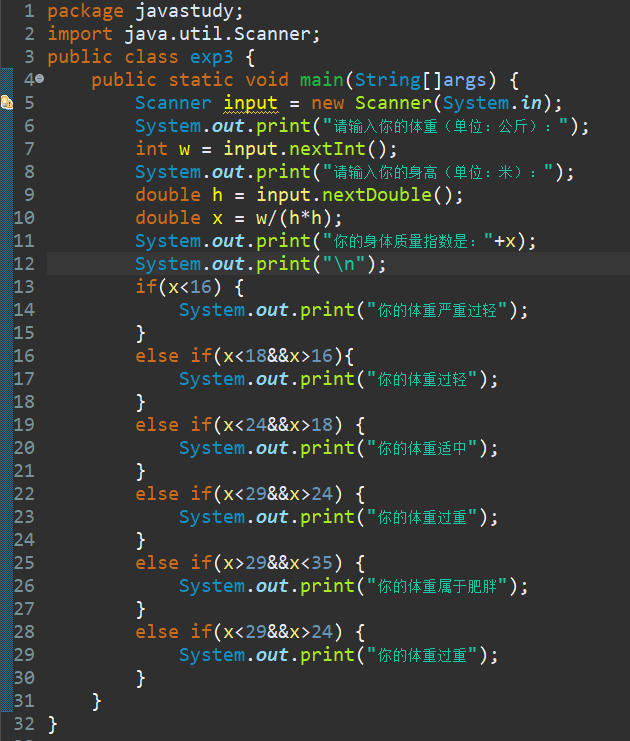 1 package javastudy;
2 import java.util.Scanner;
3 public class exp3 {
4 public static void main(String[]args) {
5 Scanner input = new Scanner(System.in);
6 System.out.print("请输入你的体重（单位：公斤）：");
7 int w = input.nextInt();
8 System.out.print("请输入你的身高（单位：米）：");
9 double h = input.nextDouble();
10 double x = w/(h*h);
11 System.out.print("你的身体质量指数是："+x);
12 System.out.print("\n");
13 if(x<16) {
14 System.out.print("你的体重严重过轻");
15 }
16 else if(x<18&&x>16){
17 System.out.print("你的体重过轻");
18 }
19 else if(x<24&&x>18) {
20 System.out.print("你的体重适中");
21 }
22 else if(x<29&&x>24) {
23 System.out.print("你的体重过重");
24 }
25 else if(x>29&&x<35) {
26 System.out.print("你的体重属于肥胖");
27 }
28 else if(x<29&&x>24) {
29 System.out.print("你的体重过重");
30 }
31 }
32 }